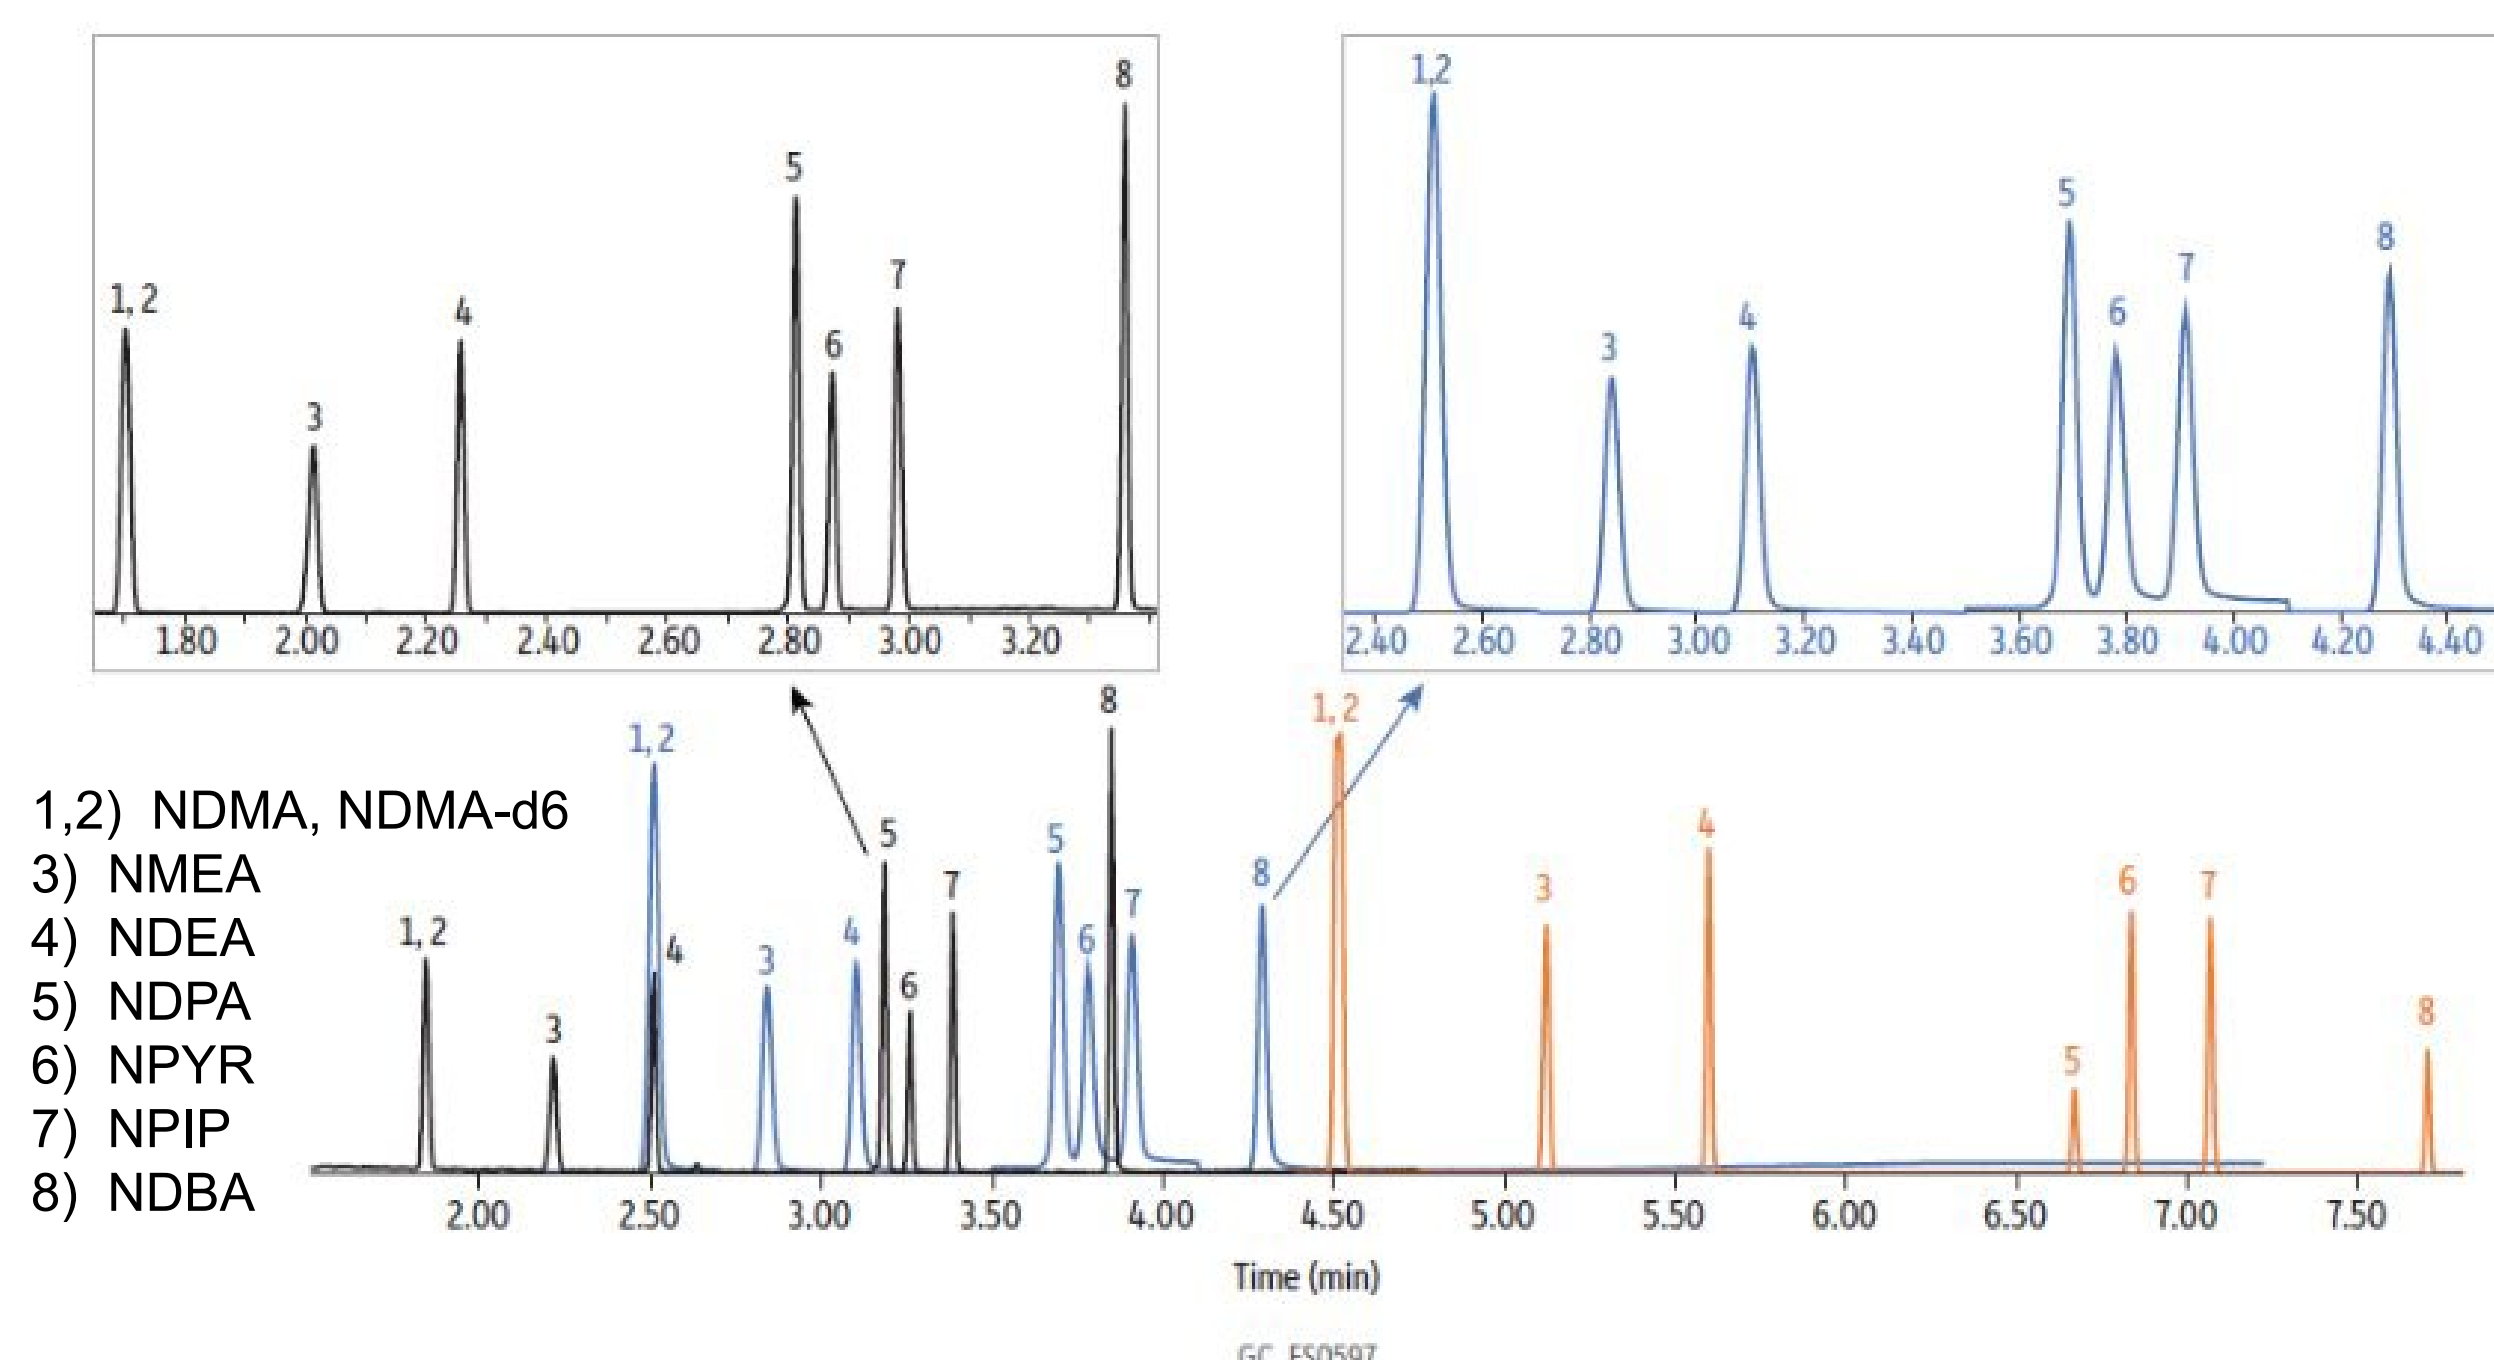 8
5
7
1, 2
4
6
3
1.80 2.00 2.20 2.40 2.60 2.80 3.00 3.20
1,2
5
8
7
6
4
3
2.40 2.60 2.80 3.00 3.20 3.40 3.60 3.80 4.00 4.20 4.40
8
1, 2
1, 2
4
5
5
8
6
7
3
7
1, 2
4
4
6
3
6
8
3
5
1,2) NDMA, NDMA-d6
3) NMEA
4) NDEA
5) NDPA
6) NPYR
7) NPIP
8) NDBA
2.00 2.50 3.00 3.50 4.00 4.50 5.00 5.50 6.00 6.50 7.00 7.50
Time (min)
GC_FS0597